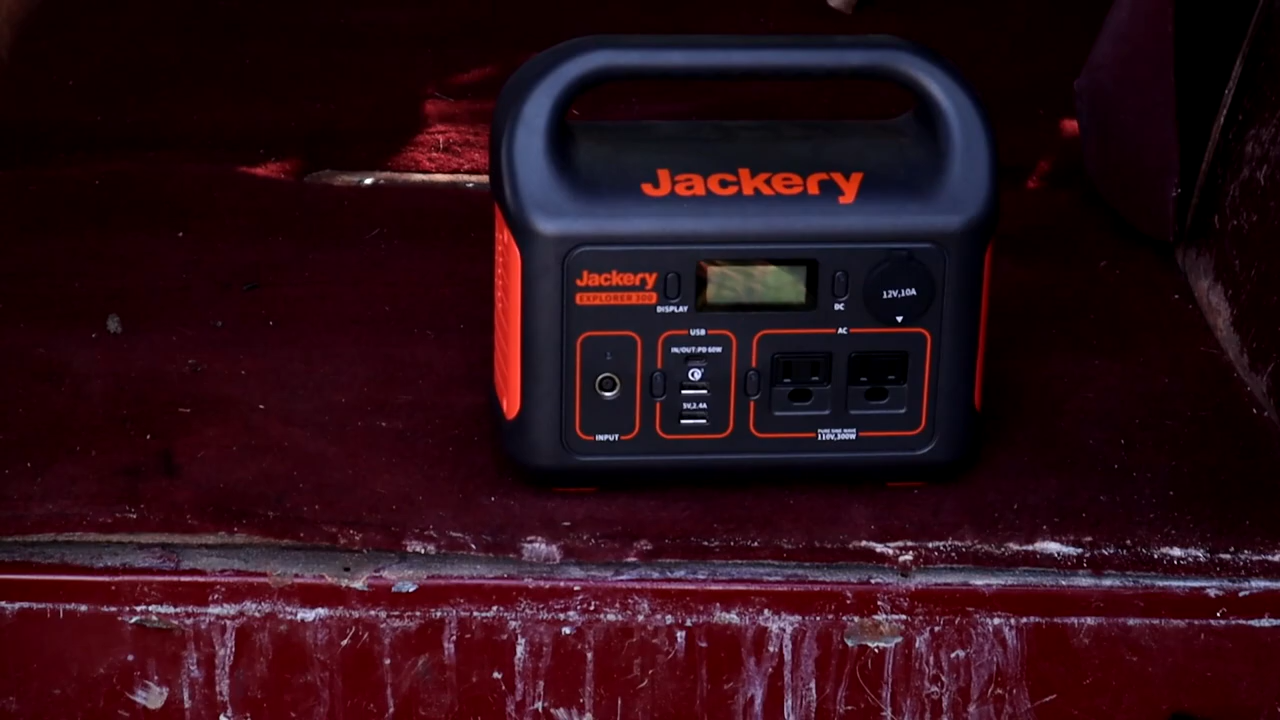 Jackery
Jackery
EXPLORER 300
DISPLAY
DC
12V,10A
USB
AC
IN/OUT:PD 60W
5V,2.4A
INPUT
PURE SINE WAVE
110V,300W